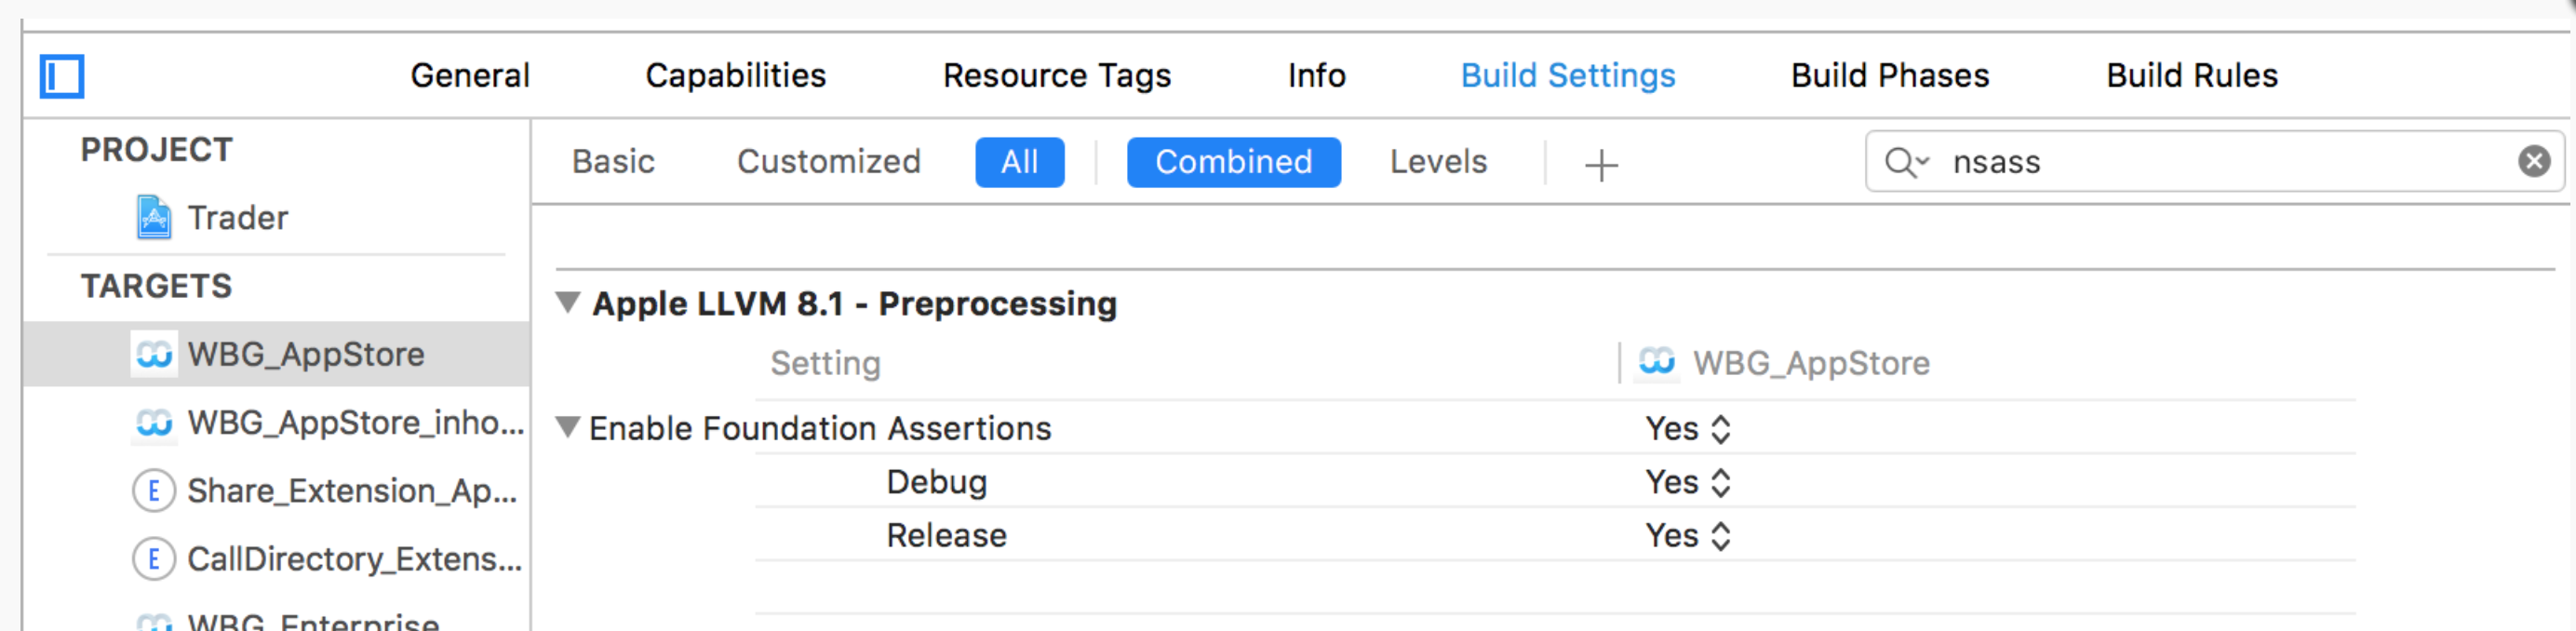 General Capabilities Resource Tags Info Build Settings Build Phases Build Rules
PROJECT
Trader
TARGETS
WBG_AppStore
WBG_AppStore_inho...
Share_Extension_Ap...
CallDirectory_Extens...
WBG_Enterprise
Basic Customized All Combined Levels + nsass
Apple LLVM 8.1 - Preprocessing
Setting WBG_AppStore
Enable Foundation Assertions Yes
Debug Yes
Release Yes